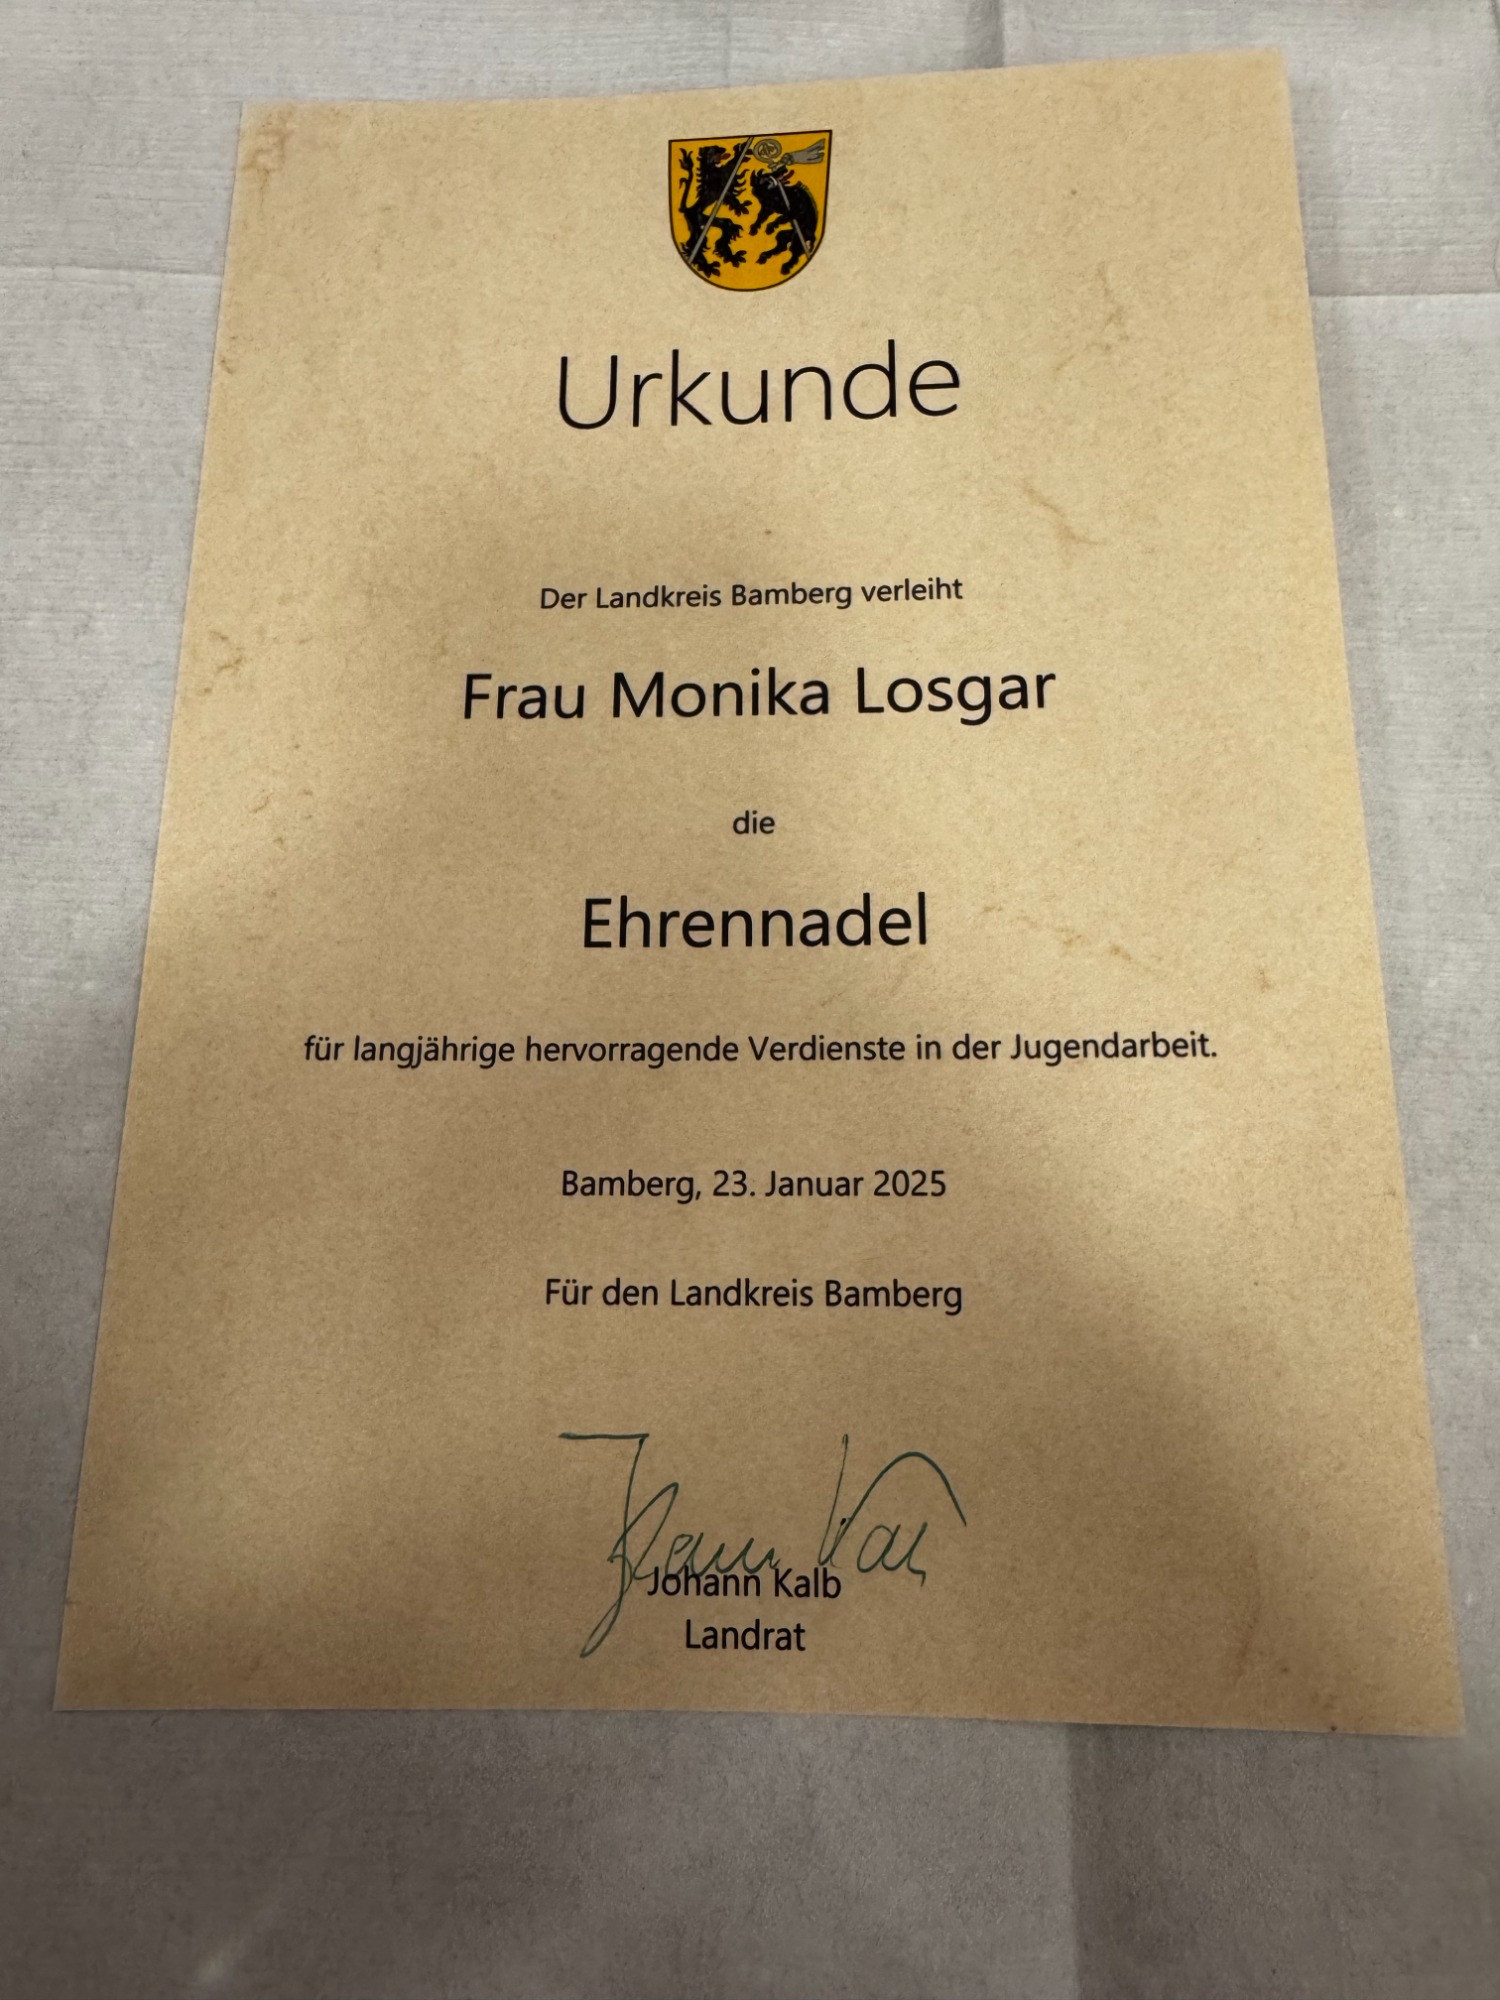 Urkunde
Der Landkreis Bamberg verleiht
Frau Monika Losgar
die
Ehrennadel
für langjährige hervorragende Verdienste in der Jugendarbeit.
Bamberg, 23. Januar 2025
Für den Landkreis Bamberg
Johann Kalb
Landrat